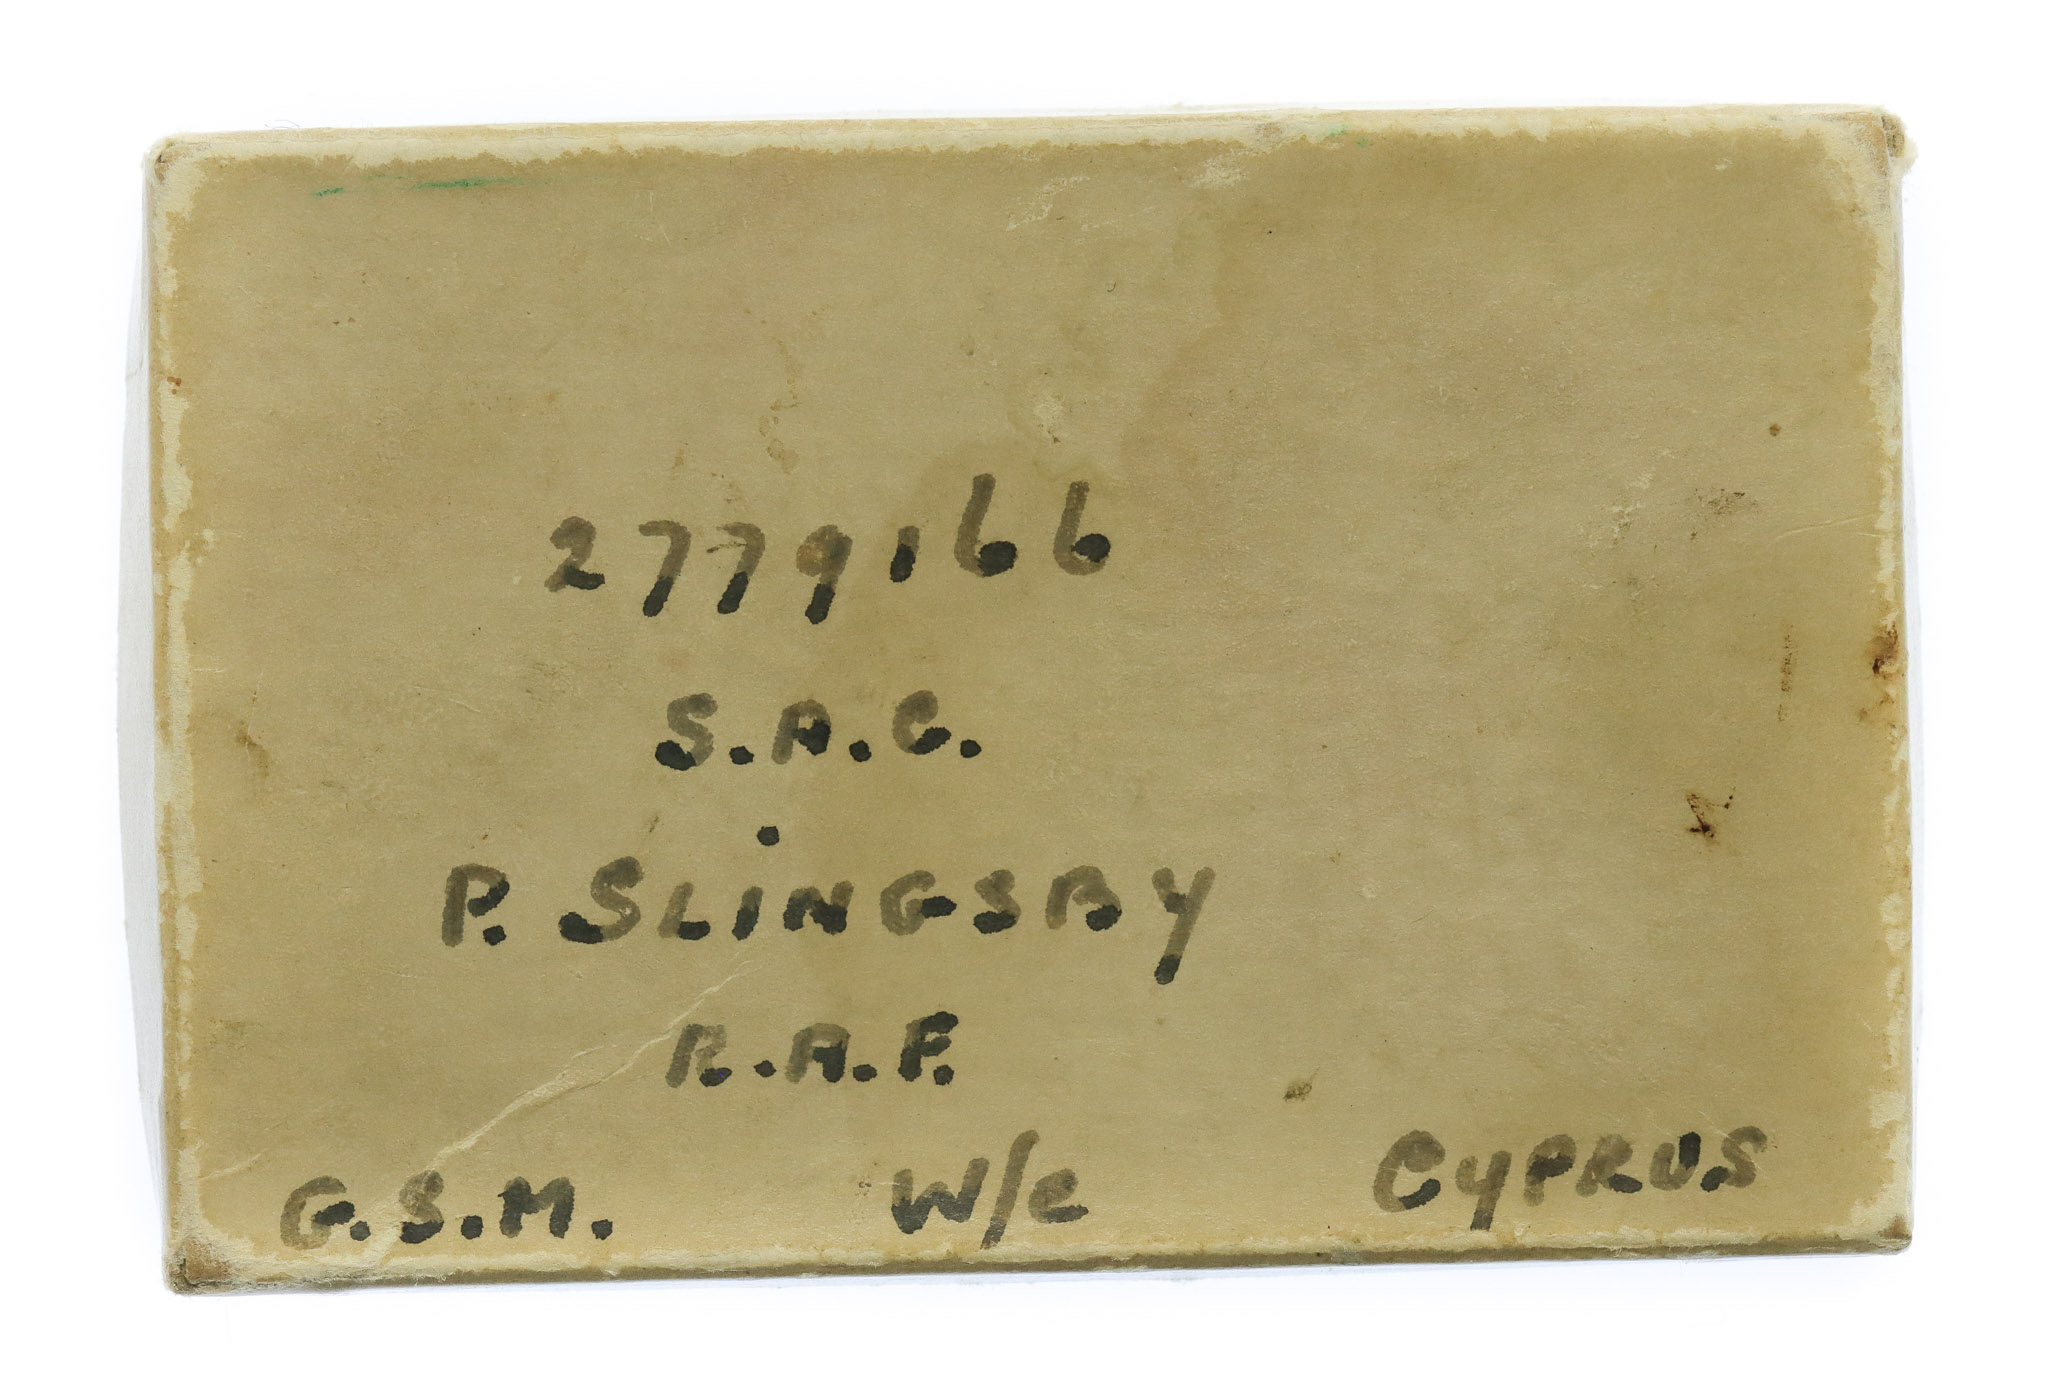 2779166
S.A.C.
P. SLINGSBY
R.A.F.
G.S.M. W/e CYPRUS